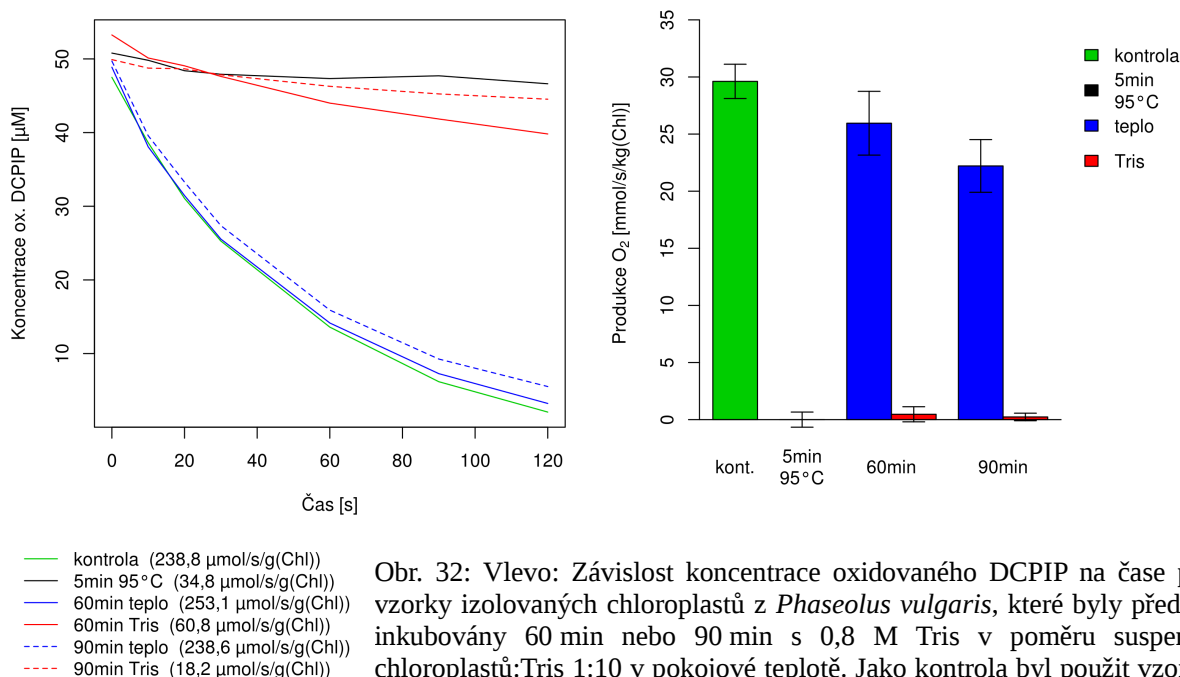 Koncentrace ox. DCPIP [µM]
50
40
30
20
10
0 20 40 60 80 100 120
Čas [s]
Produkce O₂ [mmol/s/kg(Chl)]
35
30
25
20
15
10
5
0
kont.
5min
95°C
60min
90min
kontrola
5min
95°C
teplo
Tris
kontrola (238,8 µmol/s/g(Chl))
5min 95°C (34,8 µmol/s/g(Chl))
60min teplo (253,1 µmol/s/g(Chl))
60min Tris (60,8 µmol/s/g(Chl))
90min teplo (238,6 µmol/s/g(Chl))
90min Tris (18,2 µmol/s/g(Chl))
Obr. 32: Vlevo: Závislost koncentrace oxidovaného DCPIP na čase
vzorky izolovaných chloroplastů z Phaseolus vulgaris, které byly
inkubovány 60 min nebo 90 min s 0,8 M Tris v poměru
chloroplastů:Tris 1:10 v pokojové teplotě. Jako kontrola byl použit